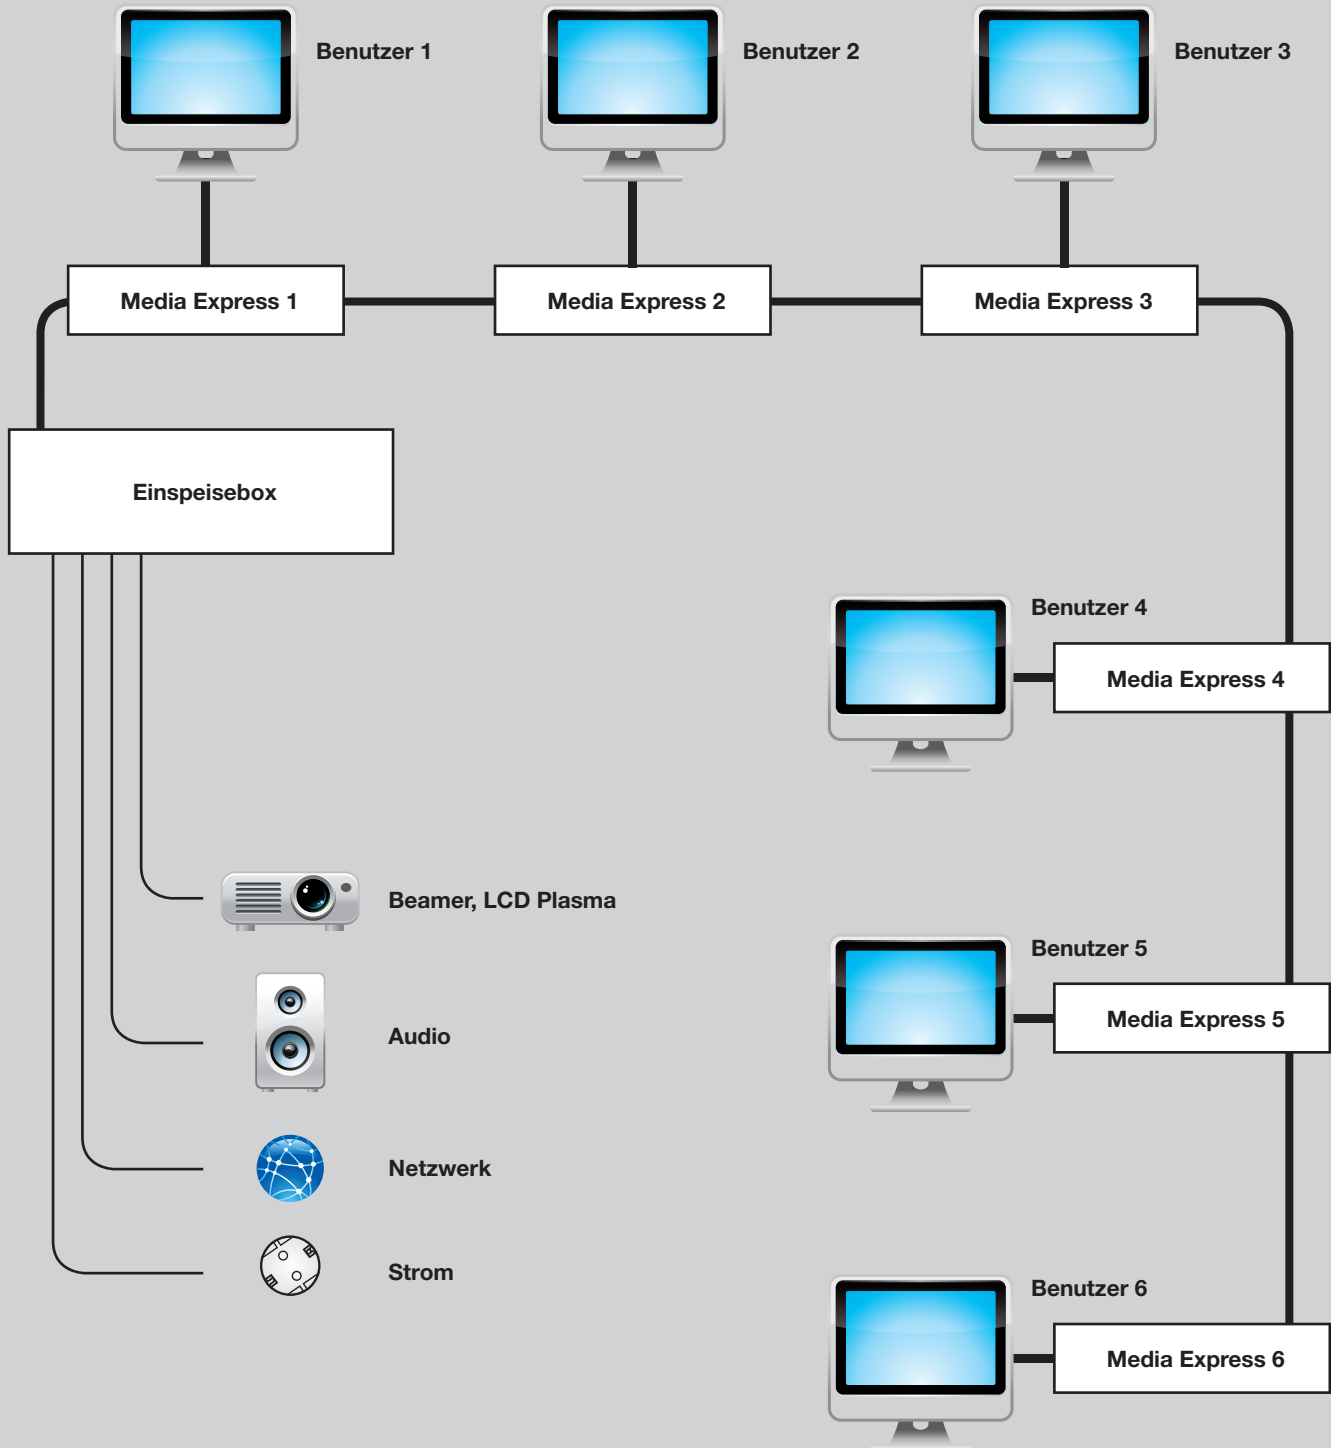 Benutzer 1
Benutzer 2
Benutzer 3
Media Express 1
Media Express 2
Media Express 3
Einspeisebox
Benutzer 4
Media Express 4
Beamer, LCD Plasma
Benutzer 5
Media Express 5
Audio
Netzwerk
Strom
Benutzer 6
Media Express 6